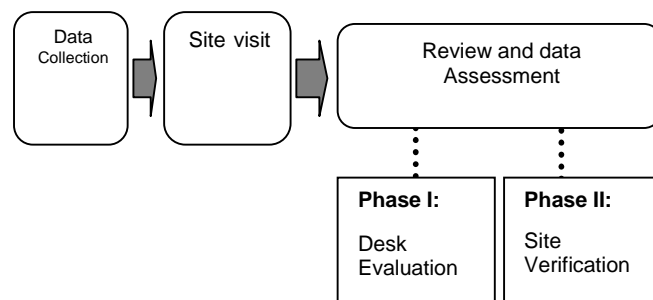 Data
Collection
Site visit
Review and data
Assessment
Phase I:
Desk
Evaluation
Phase II:
Site
Verification